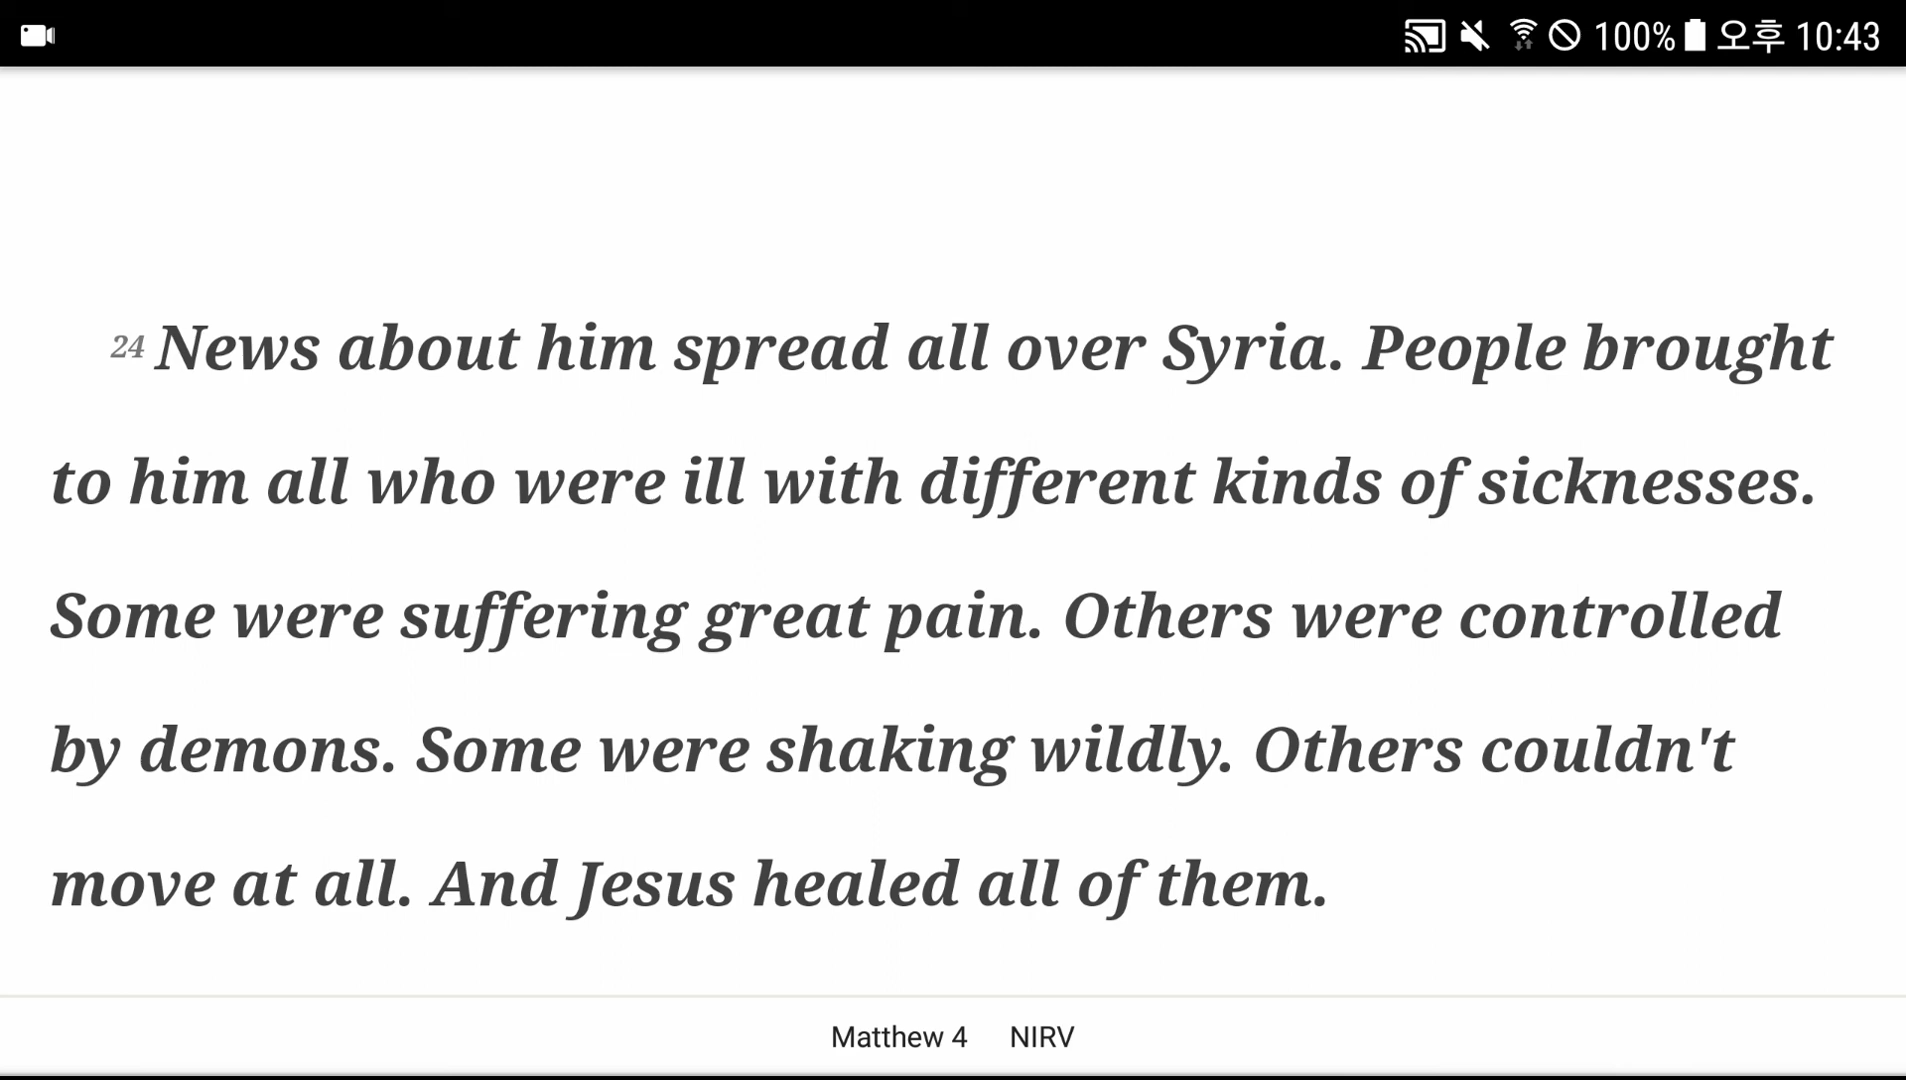 100% 오후 10:43
24 News about him spread all over Syria. People brought
to him all who were ill with different kinds of sicknesses.
Some were suffering great pain. Others were controlled
by demons. Some were shaking wildly. Others couldn't
move at all. And Jesus healed all of them.
Matthew 4 NIRV